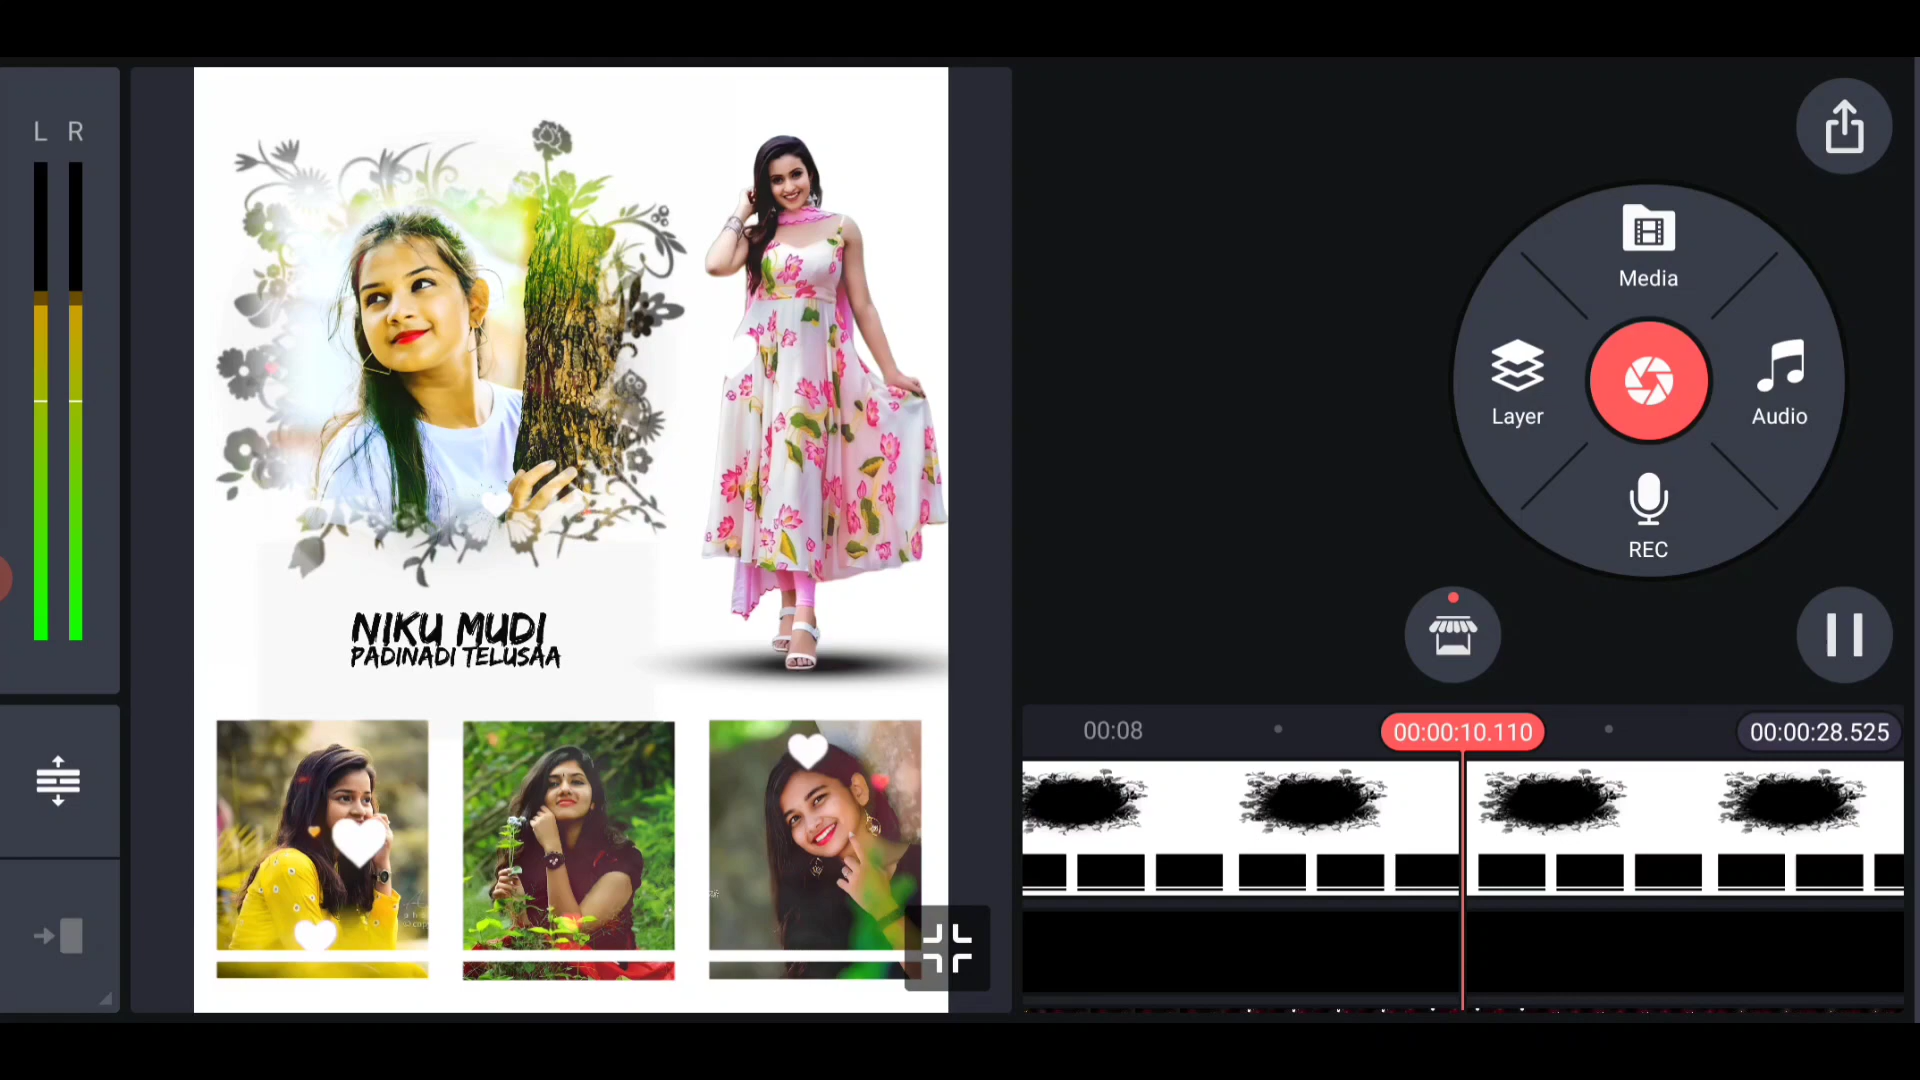 L R
Media
Layer
Audio
REC
NIKU MUDI
PADINADI TELUSAA
00:08
00:00:10.110
00:00:28.525